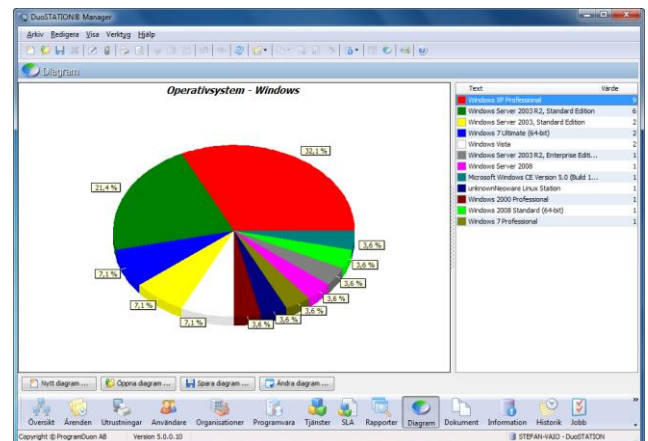 DuoSTATION® Manager
Arkiv Redigera Visa Verktyg Hjälp
Diagram
Operativsystem - Windows
32,1 %
21,4 %
7,1 %
7,1 %
7,1 %
3,6 %
3,6 %
3,6 %
3,6 %
3,6 %
3,6 %
3,6 %
Text Värde
Windows XP Professional 9
Windows Server 2003 R2, Standard Edition 6
Windows Server 2003, Standard Edition 2
Windows 7 Ultimate (64-bit) 2
Windows Vista 2
Windows Server 2003 R2, Enterprise Editi... 1
Windows Server 2008 1
Microsoft Windows CE Version 5.0 (Build 1... 1
unknownNeoware Linux Station 1
Windows 2000 Professional 1
Windows 2008 Standard (64-bit) 1
Windows 7 Professional 1
Nytt diagram ... Öppna diagram ... Spara diagram ... Ändra diagram ...
Översikt Ärenden Utrustningar Användare Organisationer Programvara Tjänster SLA Rapporter Diagram Dokument Information Historik Jobb
Copyright © ProgramDuon AB Version 5.0.0.10 STEFAN-VAIO - DuoSTATION